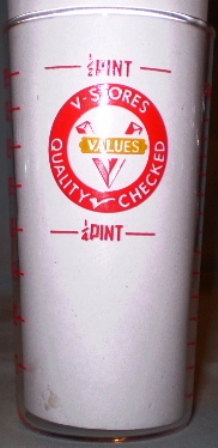 ½ PINT
V-STORES
VALUES
QUALITY ✓ CHECKED
¼ PINT